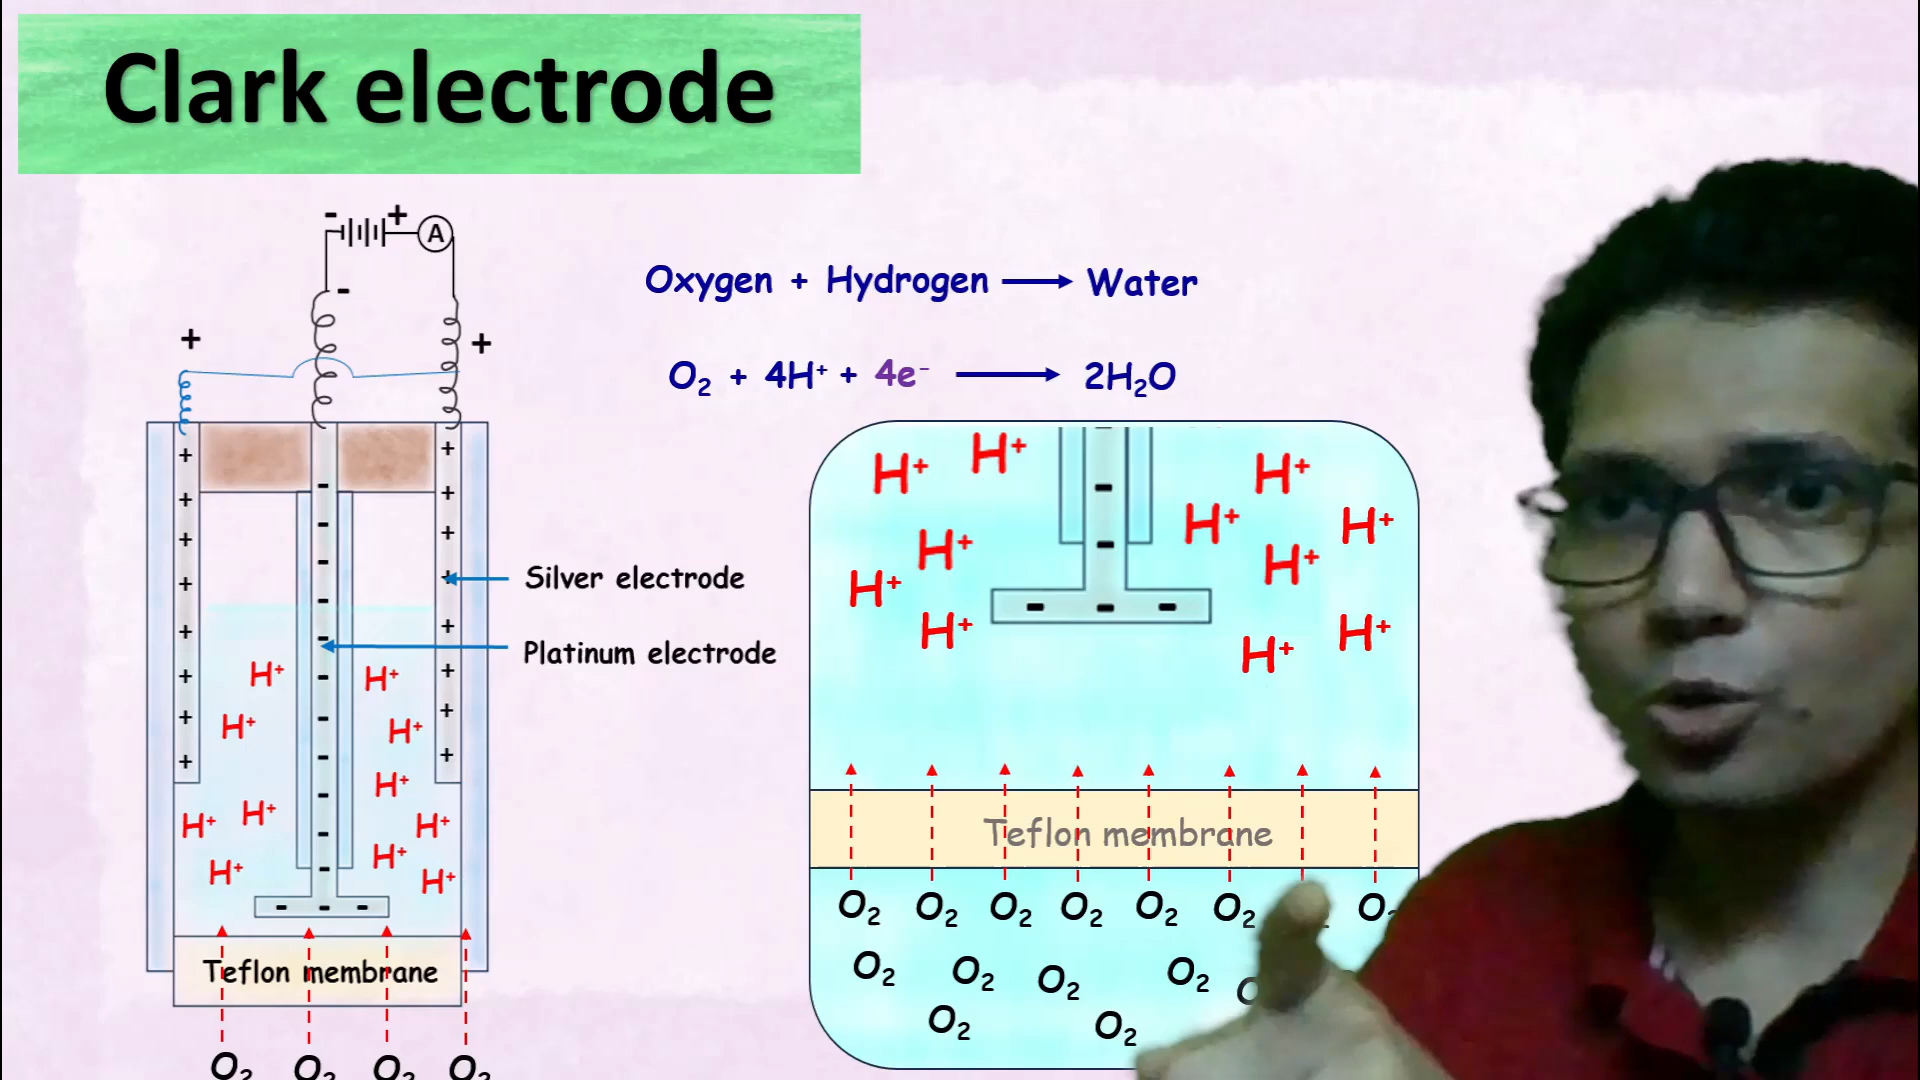 Clark electrode
- + A
-
+ +
Oxygen + Hydrogen → Water
O₂ + 4H⁺ + 4e⁻ → 2H₂O
Silver electrode
Platinum electrode
+ + + + + + + +
- - - - - - - - - -
+ + + + + + + +
H⁺ H⁺
H⁺ H⁺
H⁺
H⁺ H⁺ H⁺
H⁺ H⁺ H⁺
- - -
Teflon membrane
O₂ O₂ O₂ O₂
H⁺ H⁺ H⁺
- H⁺ H⁺
H⁺ - H⁺
H⁺ - - - H⁺
H⁺ H⁺
Teflon membrane
O₂ O₂ O₂ O₂ O₂ O₂ O₂
O₂ O₂ O₂ O₂
O₂ O₂